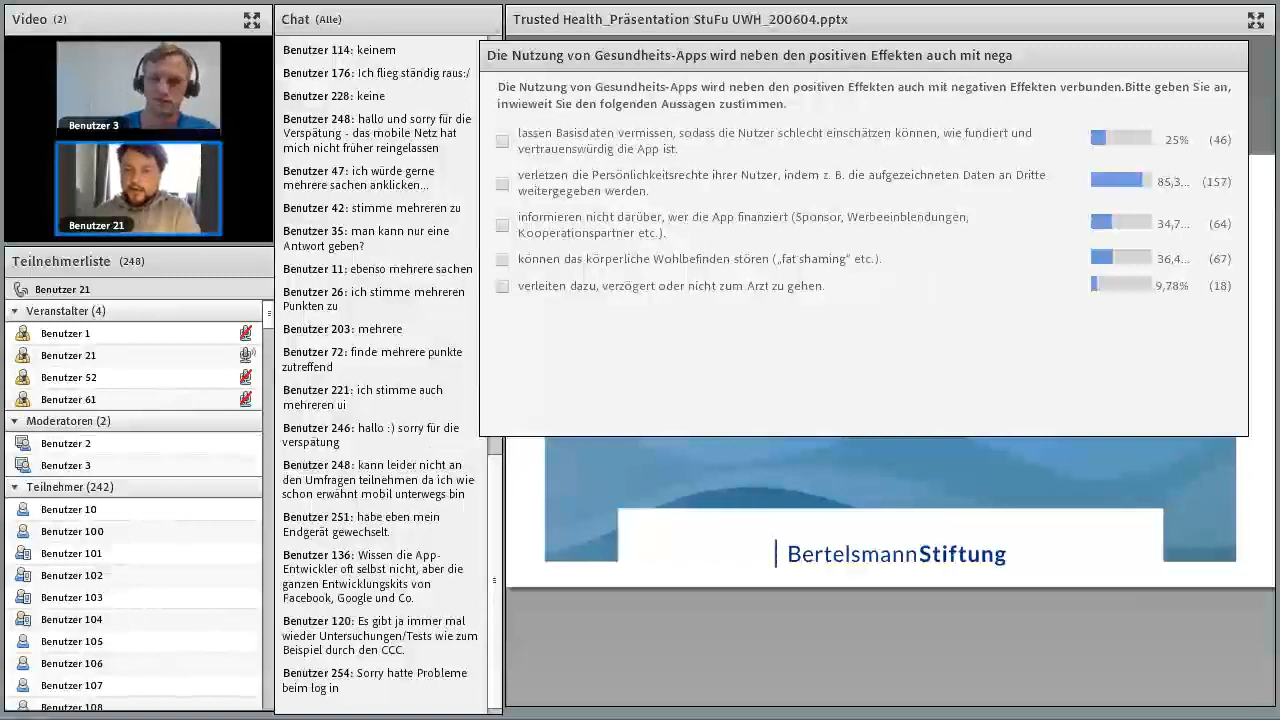 Video (2)
Benutzer 3
Benutzer 21
Teilnehmerliste (248)
Benutzer 21
Veranstalter (4)
Benutzer 1
Benutzer 21
Benutzer 52
Benutzer 61
Moderatoren (2)
Benutzer 2
Benutzer 3
Teilnehmer (242)
Benutzer 10
Benutzer 100
Benutzer 101
Benutzer 102
Benutzer 103
Benutzer 104
Benutzer 105
Benutzer 106
Benutzer 107
Benutzer 108
Chat (Alle)
Benutzer 114: keinem
Benutzer 176: Ich flieg ständig raus:/
Benutzer 228: keine
Benutzer 248: hallo und sorry für die
Verspätung - das mobile Netz hat
mich nicht früher reingelassen
Benutzer 47: ich würde gerne
mehrere sachen anklicken...
Benutzer 42: stimme mehreren zu
Benutzer 35: man kann nur eine
Antwort geben?
Benutzer 11: ebenso mehrere sachen
Benutzer 26: ich stimme mehreren
Punkten zu
Benutzer 203: mehrere
Benutzer 72: finde mehrere punkte
zutreffend
Benutzer 221: ich stimme auch
mehreren ui
Benutzer 246: hallo :) sorry für die
verspätung
Benutzer 248: kann leider nicht an
den Umfragen teilnehmen da ich wie
schon erwähnt mobil unterwegs bin
Benutzer 251: habe eben mein
Endgerät gewechselt.
Benutzer 136: Wissen die App-
Entwickler oft selbst nicht, aber die
ganzen Entwicklungskits von
Facebook, Google und Co.
Benutzer 120: Es gibt ja immer mal
wieder Untersuchungen/Tests wie zum
Beispiel durch den CCC.
Benutzer 254: Sorry hatte Probleme
beim log in
Trusted Health_Präsentation StuFu UWH_200604.pptx
Die Nutzung von Gesundheits-Apps wird neben den positiven Effekten auch mit nega
Die Nutzung von Gesundheits-Apps wird neben den positiven Effekten auch mit negativen Effekten verbunden.Bitte geben Sie an,
inwieweit Sie den folgenden Aussagen zustimmen.
lassen Basisdaten vermissen, sodass die Nutzer schlecht einschätzen können, wie fundiert und
vertrauenswürdig die App ist.
25% (46)
verletzen die Persönlichkeitsrechte ihrer Nutzer, indem z. B. die aufgezeichneten Daten an Dritte
weitergegeben werden.
85,3... (157)
informieren nicht darüber, wer die App finanziert (Sponsor, Werbeeinblendungen,
Kooperationspartner etc.).
34,7... (64)
können das körperliche Wohlbefinden stören („fat shaming“ etc.).
36,4... (67)
verleiten dazu, verzögert oder nicht zum Arzt zu gehen.
9,78% (18)
BertelsmannStiftung